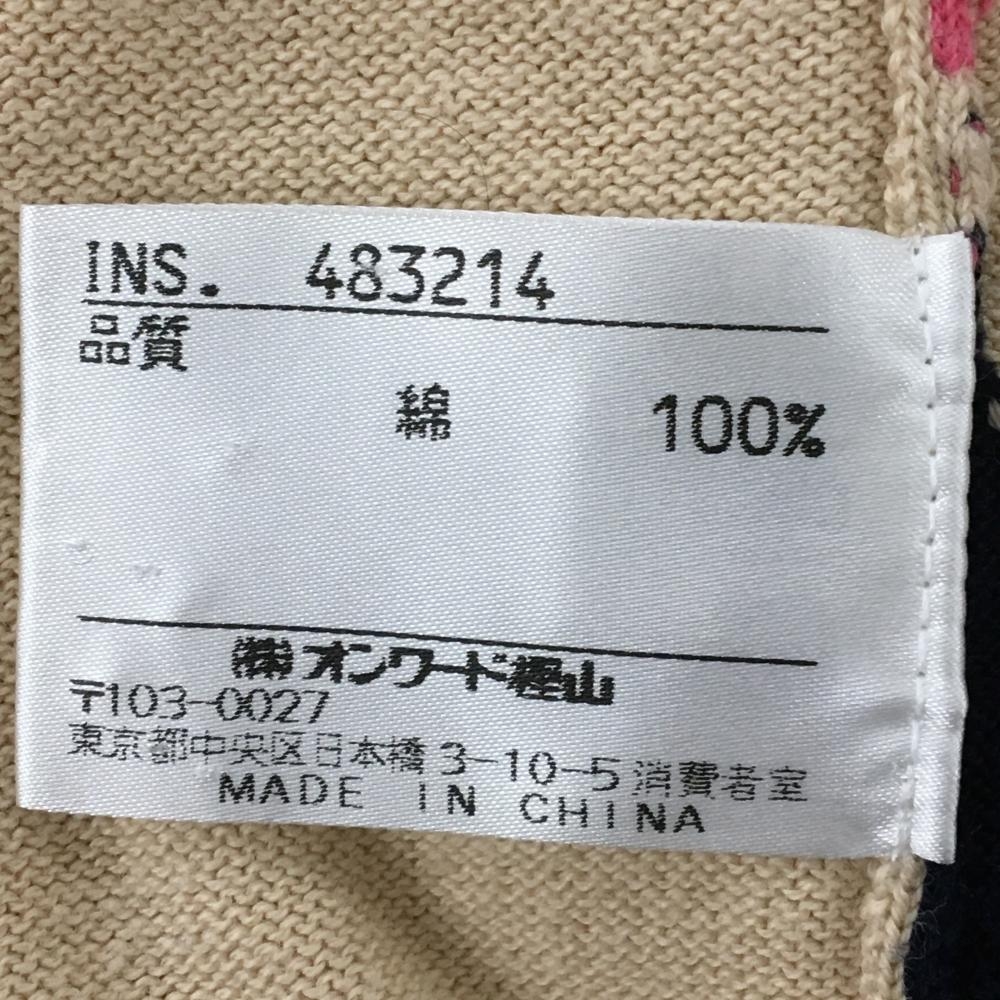 INS. 483214
品質
綿 100%
㈱オンワード樫山
〒103-0027
東京都中央区日本橋3-10-5消費者室
MADE IN CHINA